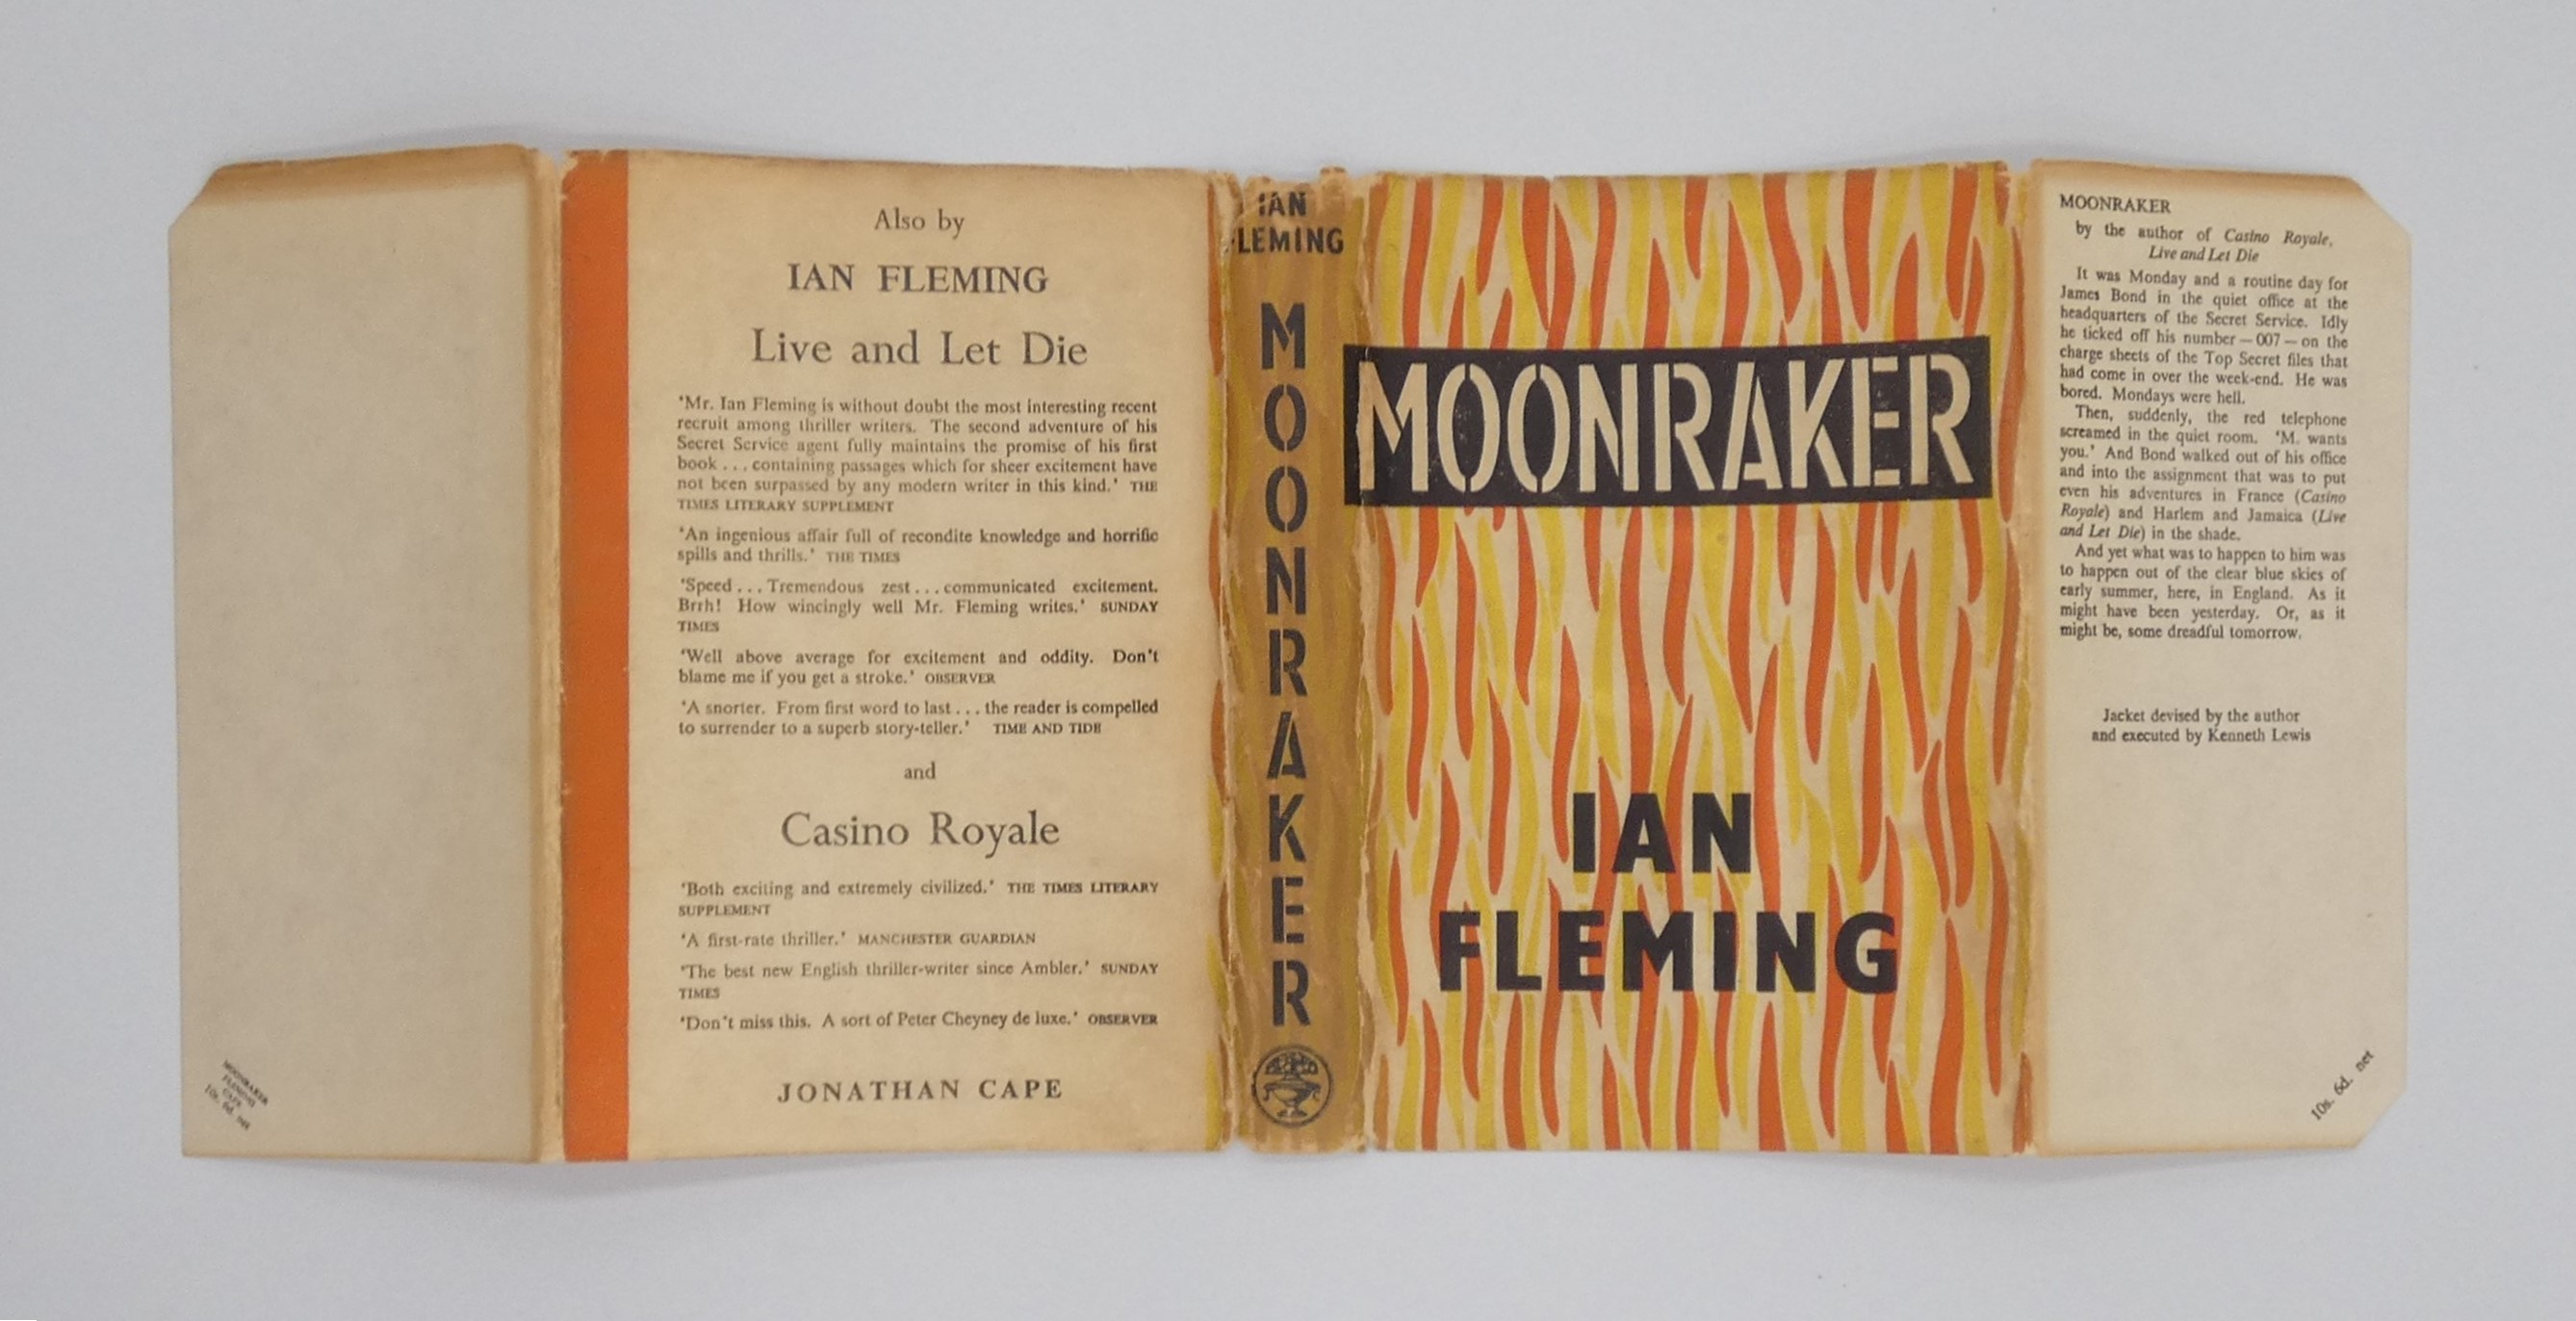 MOONRAKER
FLEMING
CAPE
10s. 6d. net
Also by
IAN FLEMING
Live and Let Die
'Mr. Ian Fleming is without doubt the most interesting recent
recruit among thriller writers. The second adventure of his
Secret Service agent fully maintains the promise of his first
book . . . containing passages which for sheer excitement have
not been surpassed by any modern writer in this kind.' THE
TIMES LITERARY SUPPLEMENT
'An ingenious affair full of recondite knowledge and horrific
spills and thrills.' THE TIMES
'Speed . . . Tremendous zest . . . communicated excitement.
Brrh! How wincingly well Mr. Fleming writes.' SUNDAY
TIMES
'Well above average for excitement and oddity. Don't
blame me if you get a stroke.' OBSERVER
'A snorter. From first word to last . . . the reader is compelled
to surrender to a superb story-teller.' TIME AND TIDE
and
Casino Royale
'Both exciting and extremely civilized.' THE TIMES LITERARY
SUPPLEMENT
'A first-rate thriller.' MANCHESTER GUARDIAN
'The best new English thriller-writer since Ambler.' SUNDAY
TIMES
'Don't miss this. A sort of Peter Cheyney de luxe.' OBSERVER
JONATHAN CAPE
IAN
FLEMING
MOONRAKER
MOONRAKER
IAN
FLEMING
MOONRAKER
by the author of Casino Royale,
Live and Let Die
It was Monday and a routine day for
James Bond in the quiet office at the
headquarters of the Secret Service. Idly
he ticked off his number – 007 – on the
charge sheets of the Top Secret files that
had come in over the week-end. He was
bored. Mondays were hell.
Then, suddenly, the red telephone
screamed in the quiet room. 'M. wants
you.' And Bond walked out of his office
and into the assignment that was to put
even his adventures in France (Casino
Royale) and Harlem and Jamaica (Live
and Let Die) in the shade.
And yet what was to happen to him was
to happen out of the clear blue skies of
early summer, here, in England. As it
might have been yesterday. Or, as it
might be, some dreadful tomorrow.
Jacket devised by the author
and executed by Kenneth Lewis
10s. 6d. net